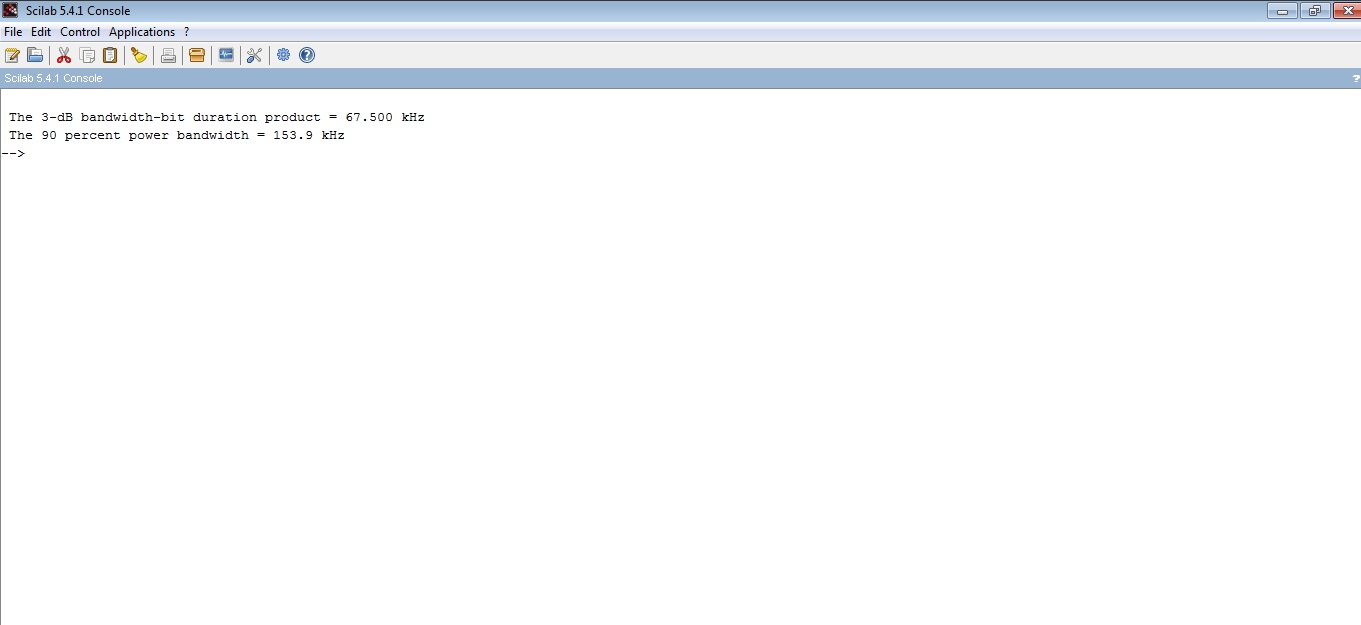 Scilab 5.4.1 Console
File Edit Control Applications ?
Scilab 5.4.1 Console ?
The 3-dB bandwidth-bit duration product = 67.500 kHz
The 90 percent power bandwidth = 153.9 kHz
-->